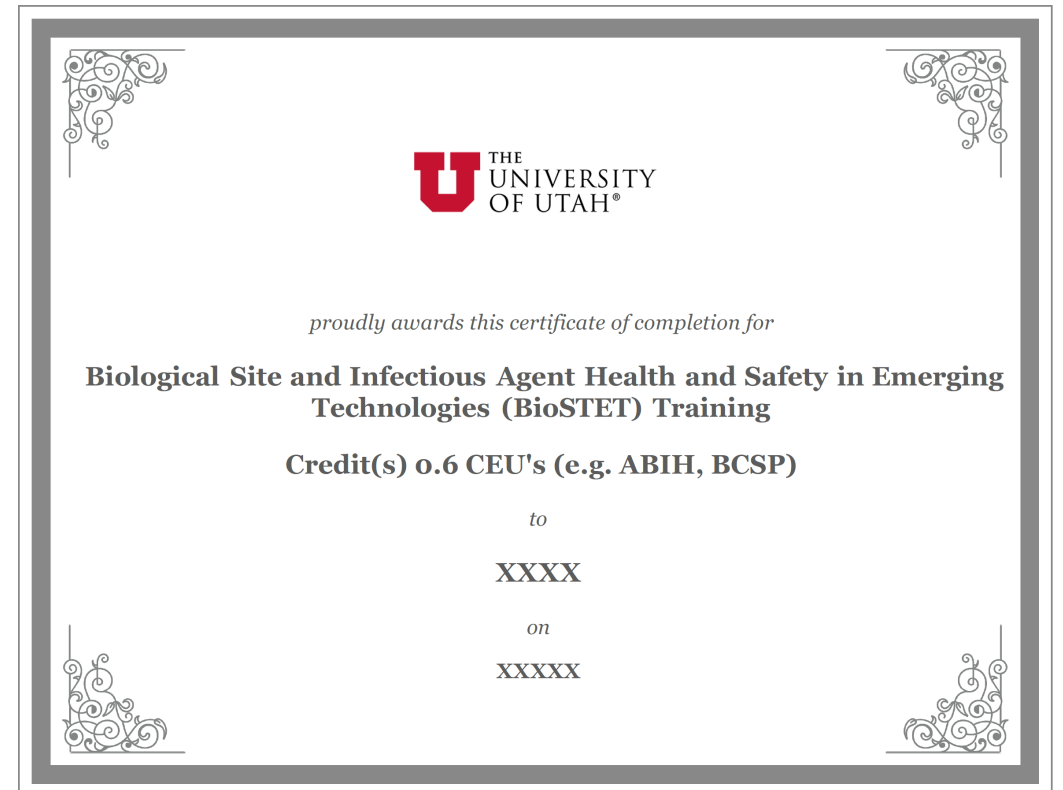 THE
UNIVERSITY
OF UTAH®
proudly awards this certificate of completion for
Biological Site and Infectious Agent Health and Safety in Emerging
Technologies (BioSTET) Training
Credit(s) 0.6 CEU's (e.g. ABIH, BCSP)
to
XXXX
on
XXXXX